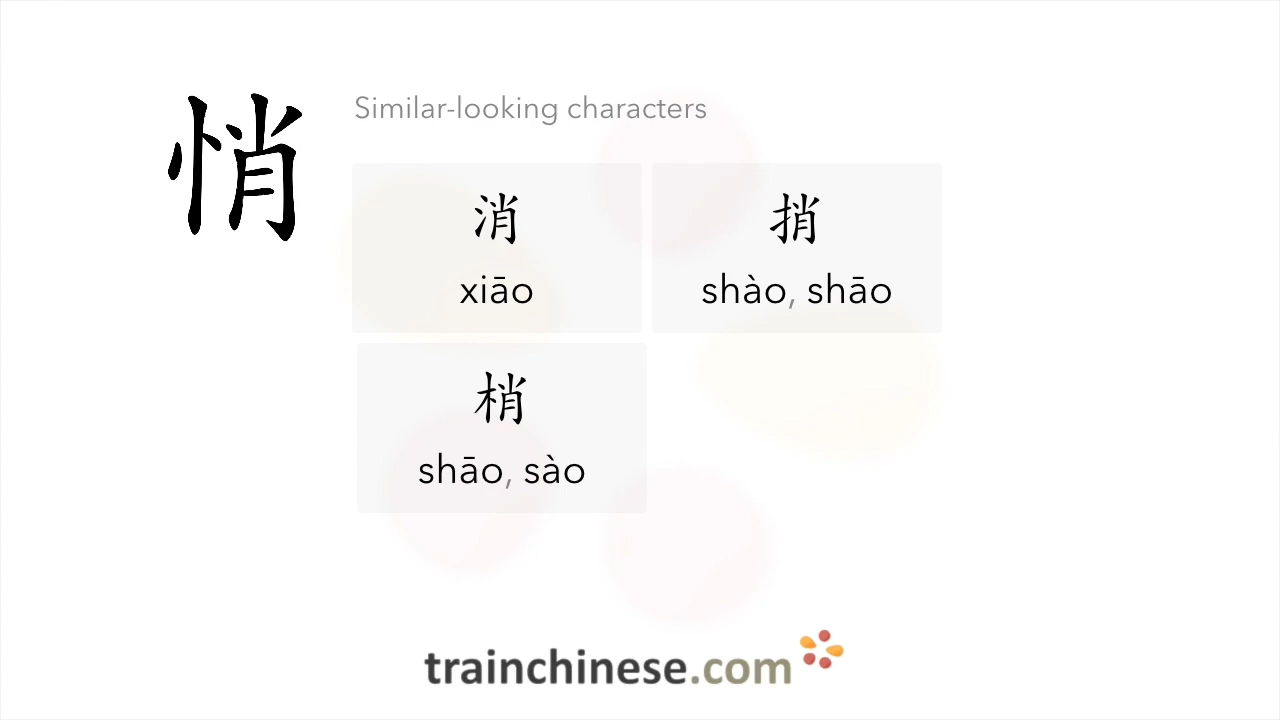 悄
Similar-looking characters
消
xiāo
捎
shào, shāo
梢
shāo, sào
trainchinese.com